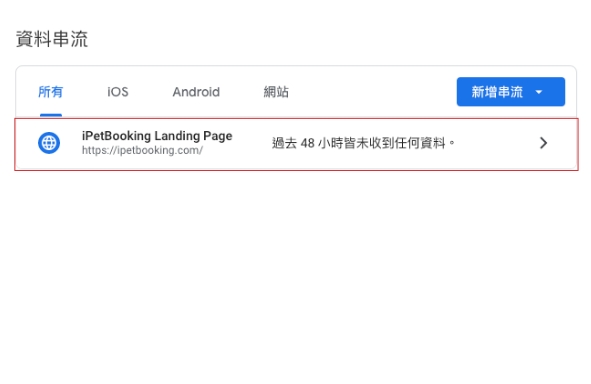 資料串流
所有 iOS Android 網站 新增串流
iPetBooking Landing Page
https://ipetbooking.com/
過去 48 小時皆未收到任何資料。